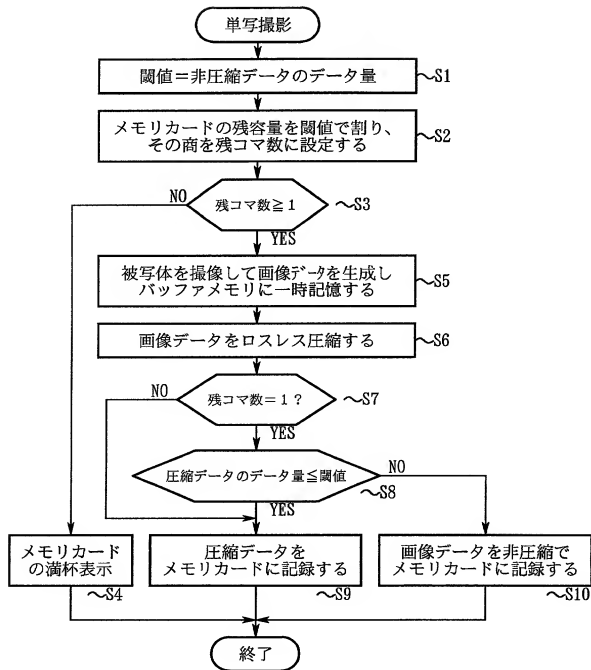 単写撮影
閾値＝非圧縮データのデータ量
～S1
メモリカードの残容量を閾値で割り、
その商を残コマ数に設定する
～S2
NO
残コマ数≧1
～S3
YES
被写体を撮像して画像データを生成し
バッファメモリに一時記憶する
～S5
画像データをロスレス圧縮する
～S6
NO
残コマ数＝1？
～S7
YES
圧縮データのデータ量≦閾値
NO
～S8
YES
メモリカード
の満杯表示
～S4
圧縮データを
メモリカードに記録する
～S9
画像データを非圧縮で
メモリカードに記録する
～S10
終了